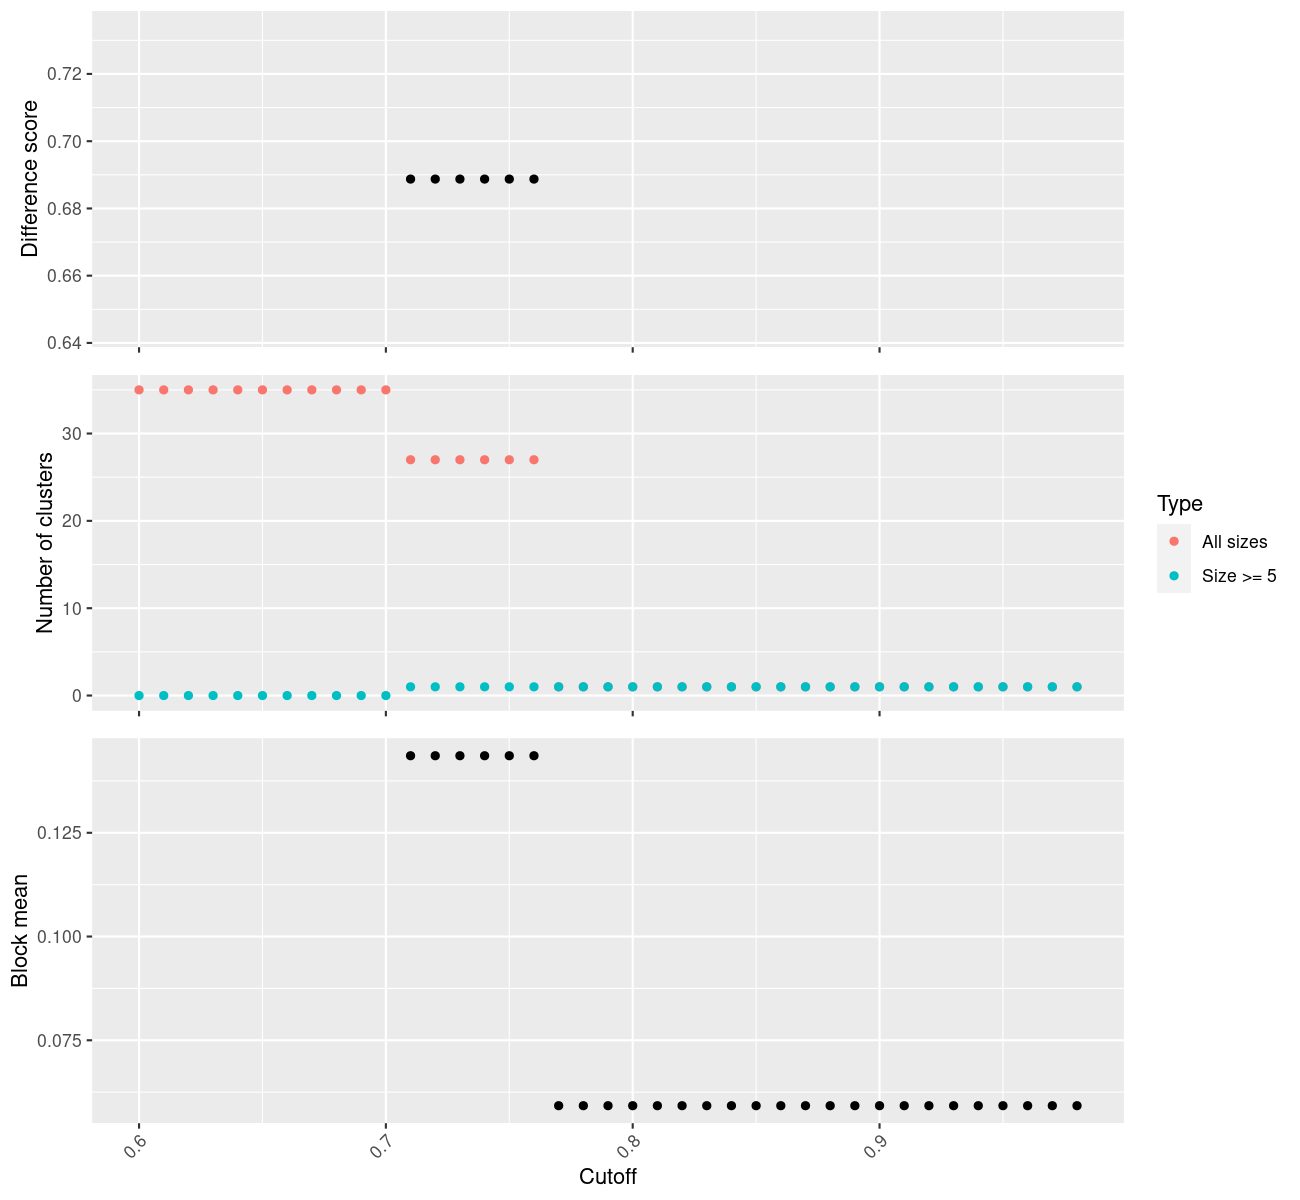 Difference score
0.72
0.70
0.68
0.66
0.64
Number of clusters
30
20
10
0
Type
All sizes
Size >= 5
Block mean
0.125
0.100
0.075
0.6
0.7
0.8
0.9
Cutoff